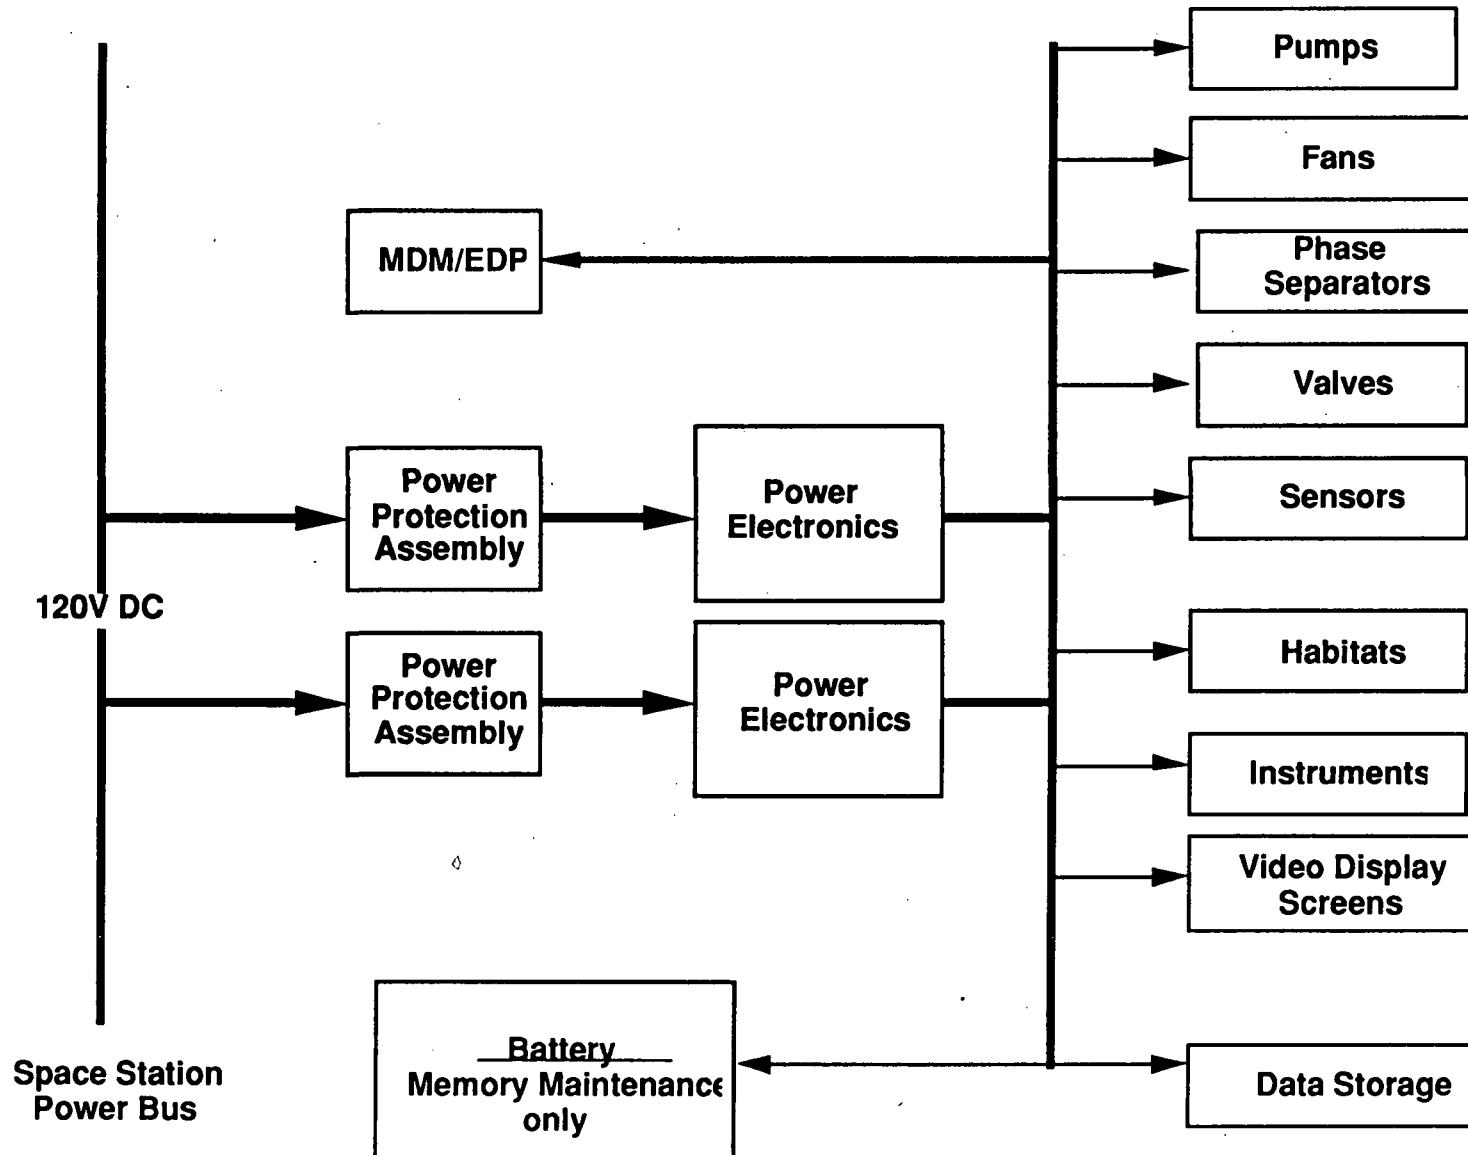 Pumps
Fans
Phase
Separators
MDM/EDP
Valves
Power
Protection
Assembly
Power
Electronics
Sensors
120V DC
Power
Protection
Assembly
Power
Electronics
Habitats
Instruments
Video Display
Screens
Battery
Memory Maintenance
only
Space Station
Power Bus
Data Storage